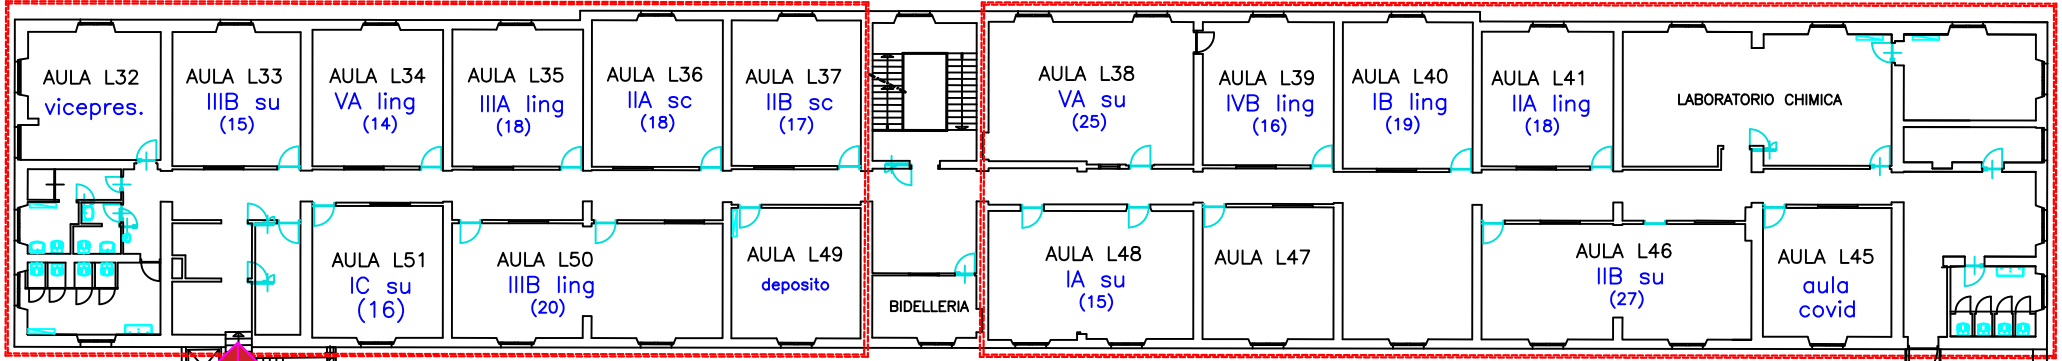 AULA L32
vicepres.
AULA L33
IIIB su
(15)
AULA L34
VA ling
(14)
AULA L35
IIIA ling
(18)
AULA L36
IIA sc
(18)
AULA L37
IIB sc
(17)
AULA L38
VA su
(25)
AULA L39
IVB ling
(16)
AULA L40
IB ling
(19)
AULA L41
IIA ling
(18)
LABORATORIO CHIMICA
AULA L51
IC su
(16)
AULA L50
IIIB ling
(20)
AULA L49
deposito
BIDELLERIA
AULA L48
IA su
(15)
AULA L47
AULA L46
IIB su
(27)
AULA L45
aula
covid